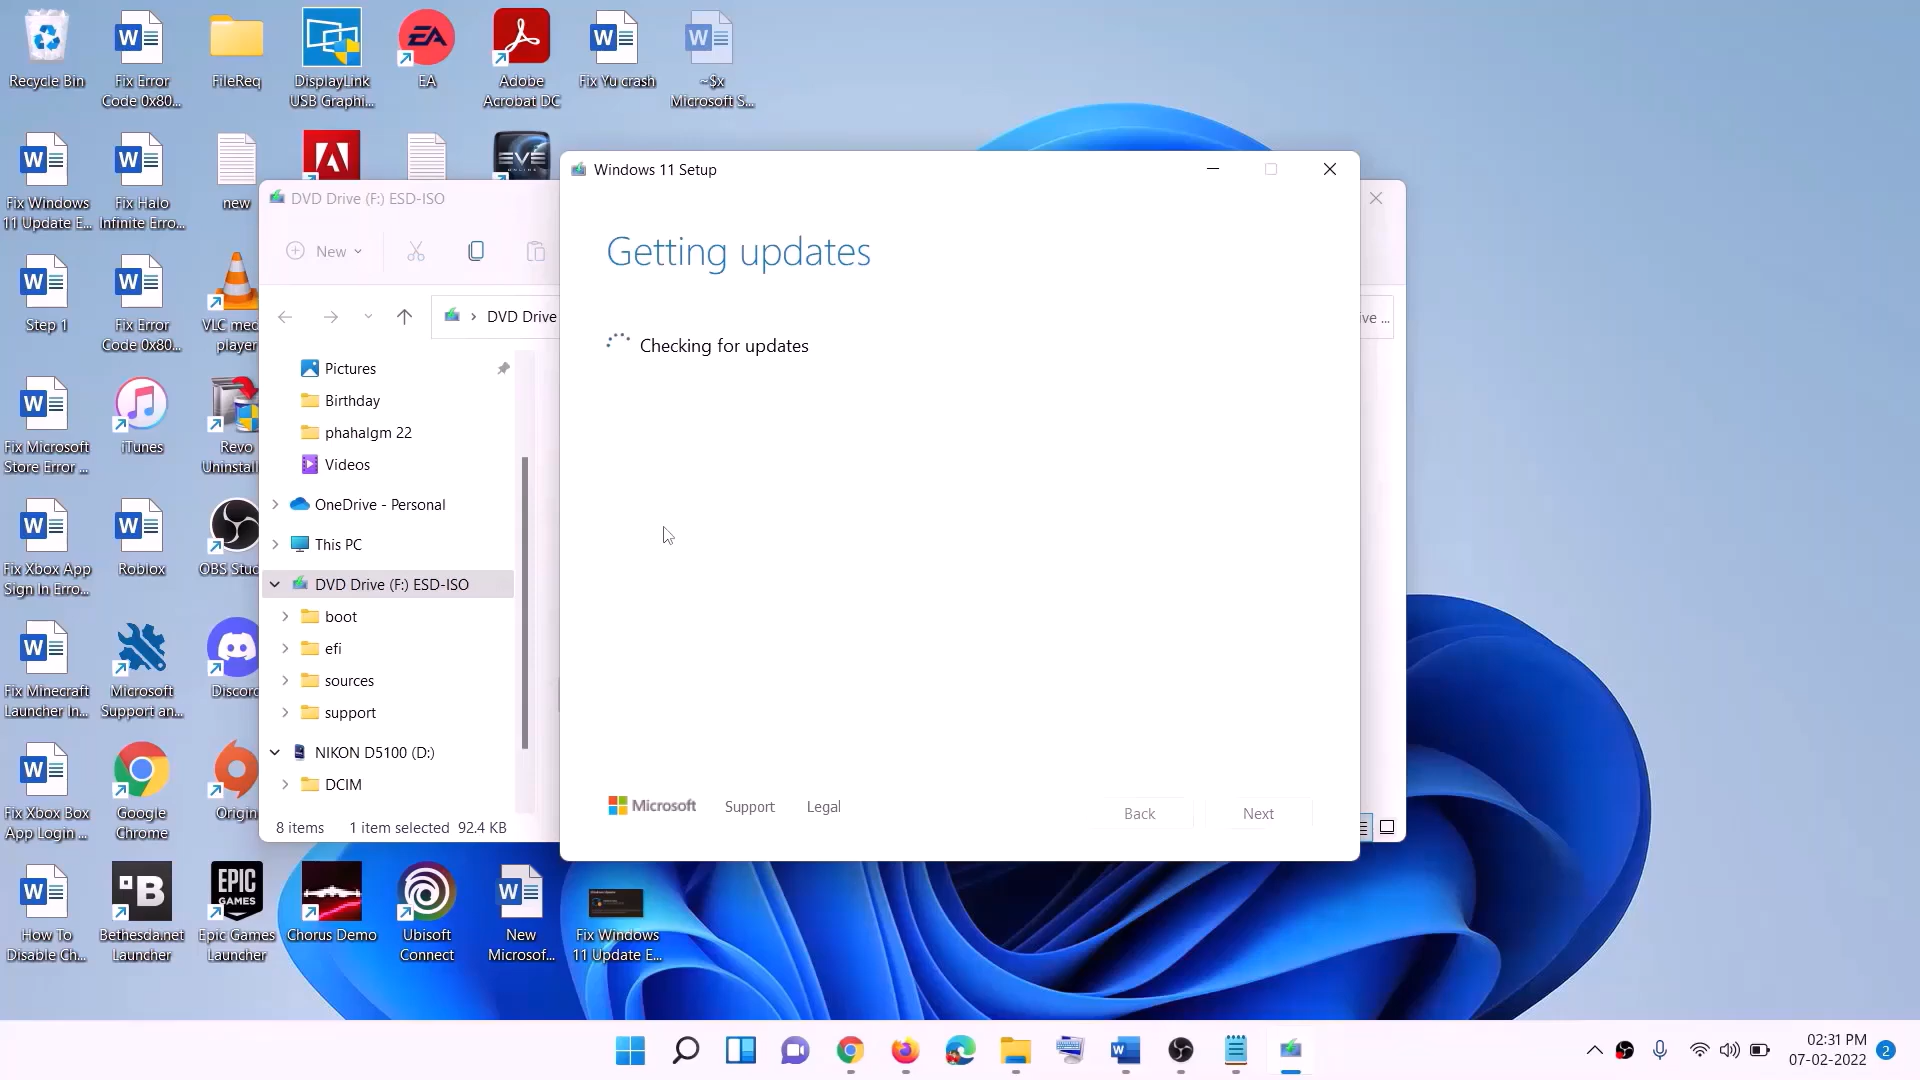 Recycle Bin
Fix Error
Code 0x80...
FileReq
DisplayLink
USB Graphi...
EA
Adobe
Acrobat DC
Fix Yu crash
~$x
Microsoft S...
Fix Windows
11 Update E...
Fix Halo
Infinite Erro...
new
EVE
ONLINE
Step 1
Fix Error
Code 0x80...
VLC med
player
Fix Microsoft
Store Error ...
iTunes
Revo
Uninstall
Fix Xbox App
Sign In Erro...
Roblox
OBS Stud
Fix Minecraft
Launcher In...
Microsoft
Support an...
Discord
Fix Xbox Box
App Login ...
Google
Chrome
Origin
How To
Disable Ch...
Bethesda.net
Launcher
EPIC
GAMES
Epic Games
Launcher
Chorus Demo
Ubisoft
Connect
New
Microsof...
Fix Windows
11 Update E...
DVD Drive (F:) ESD-ISO
New
DVD Drive
ive ...
Pictures
Birthday
phahalgm 22
Videos
OneDrive - Personal
This PC
DVD Drive (F:) ESD-ISO
boot
efi
sources
support
NIKON D5100 (D:)
DCIM
8 items 1 item selected 92.4 KB
Windows 11 Setup
Getting updates
Checking for updates
Microsoft Support Legal
Back Next
02:31 PM
07-02-2022
2